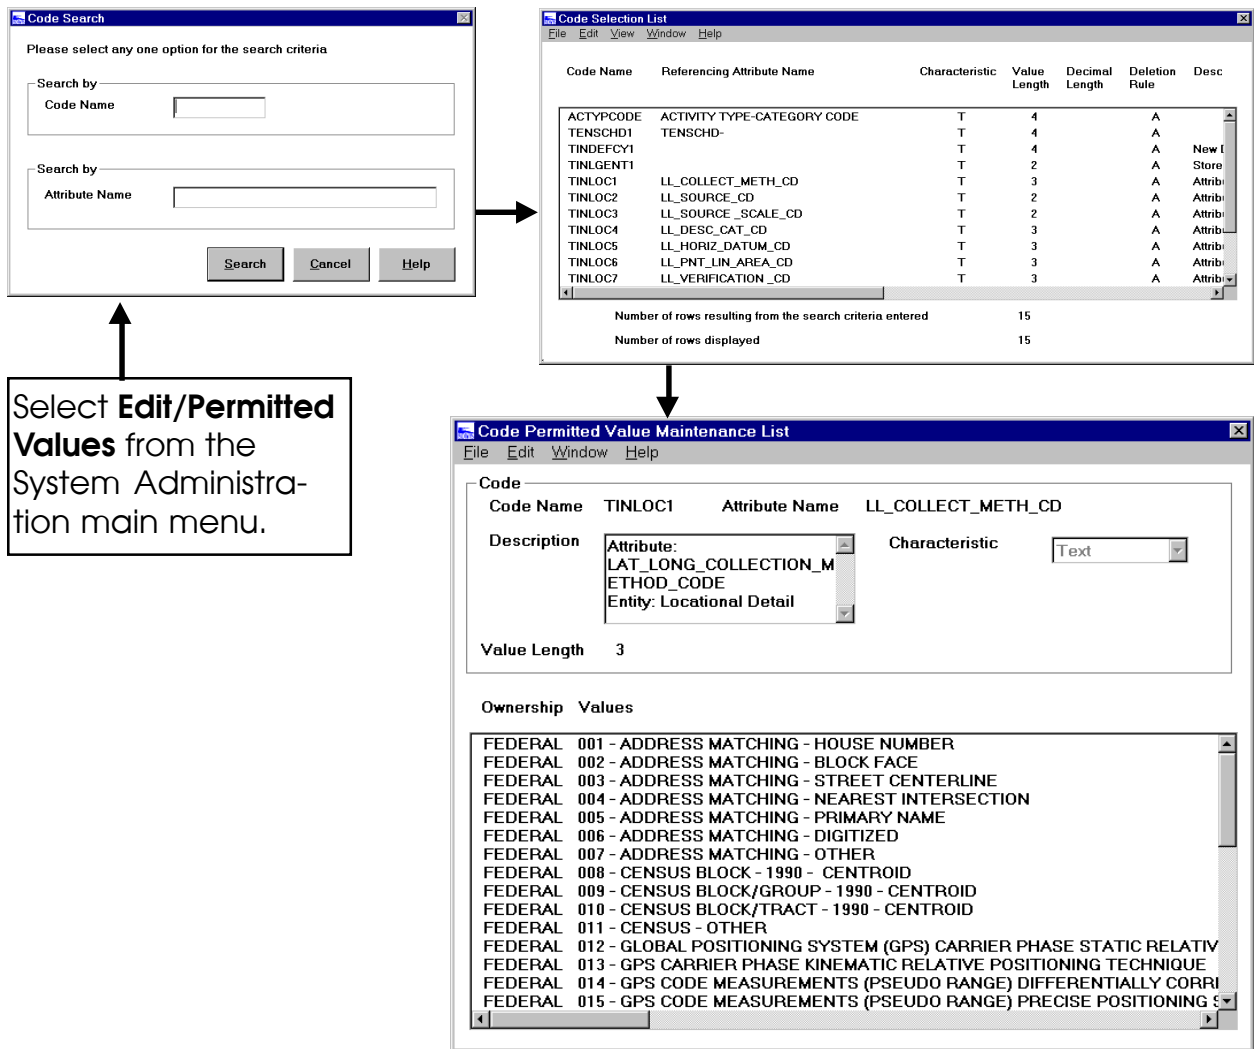 Code Search
Please select any one option for the search criteria
Search by
Code Name
Search by
Attribute Name
Search Cancel Help
Select Edit/Permitted
Values from the
System Administra-
tion main menu.
Code Selection List
File Edit View Window Help
Code Name Referencing Attribute Name Characteristic Value Length Decimal Length Deletion Rule Desc
ACTYPCODE ACTIVITY TYPE-CATEGORY CODE T 4 A
TENSCHD1 TENSCHD- T 4 A
TINDEFCY1 T 4 A New
TINLGENT1 T 2 A Store
TINLOC1 LL_COLLECT_METH_CD T 3 A Attrib
TINLOC2 LL_SOURCE_CD T 2 A Attrib
TINLOC3 LL_SOURCE _SCALE_CD T 2 A Attrib
TINLOC4 LL_DESC_CAT_CD T 3 A Attrib
TINLOC5 LL_HORIZ_DATUM_CD T 3 A Attrib
TINLOC6 LL_PNT_LIN_AREA_CD T 3 A Attrib
TINLOC7 LL_VERIFICATION _CD T 3 A Attrib
Number of rows resulting from the search criteria entered 15
Number of rows displayed 15
Code Permitted Value Maintenance List
File Edit Window Help
Code
Code Name TINLOC1 Attribute Name LL_COLLECT_METH_CD
Description Attribute: Characteristic Text
LAT_LONG_COLLECTION_M
ETHOD_CODE
Entity: Locational Detail
Value Length 3
Ownership Values
FEDERAL 001 - ADDRESS MATCHING - HOUSE NUMBER
FEDERAL 002 - ADDRESS MATCHING - BLOCK FACE
FEDERAL 003 - ADDRESS MATCHING - STREET CENTERLINE
FEDERAL 004 - ADDRESS MATCHING - NEAREST INTERSECTION
FEDERAL 005 - ADDRESS MATCHING - PRIMARY NAME
FEDERAL 006 - ADDRESS MATCHING - DIGITIZED
FEDERAL 007 - ADDRESS MATCHING - OTHER
FEDERAL 008 - CENSUS BLOCK - 1990 - CENTROID
FEDERAL 009 - CENSUS BLOCK/GROUP - 1990 - CENTROID
FEDERAL 010 - CENSUS BLOCK/TRACT - 1990 - CENTROID
FEDERAL 011 - CENSUS - OTHER
FEDERAL 012 - GLOBAL POSITIONING SYSTEM (GPS) CARRIER PHASE STATIC RELATIV
FEDERAL 013 - GPS CARRIER PHASE KINEMATIC RELATIVE POSITIONING TECHNIQUE
FEDERAL 014 - GPS CODE MEASUREMENTS (PSEUDO RANGE) DIFFERENTIALLY CORRI
FEDERAL 015 - GPS CODE MEASUREMENTS (PSEUDO RANGE) PRECISE POSITIONING S